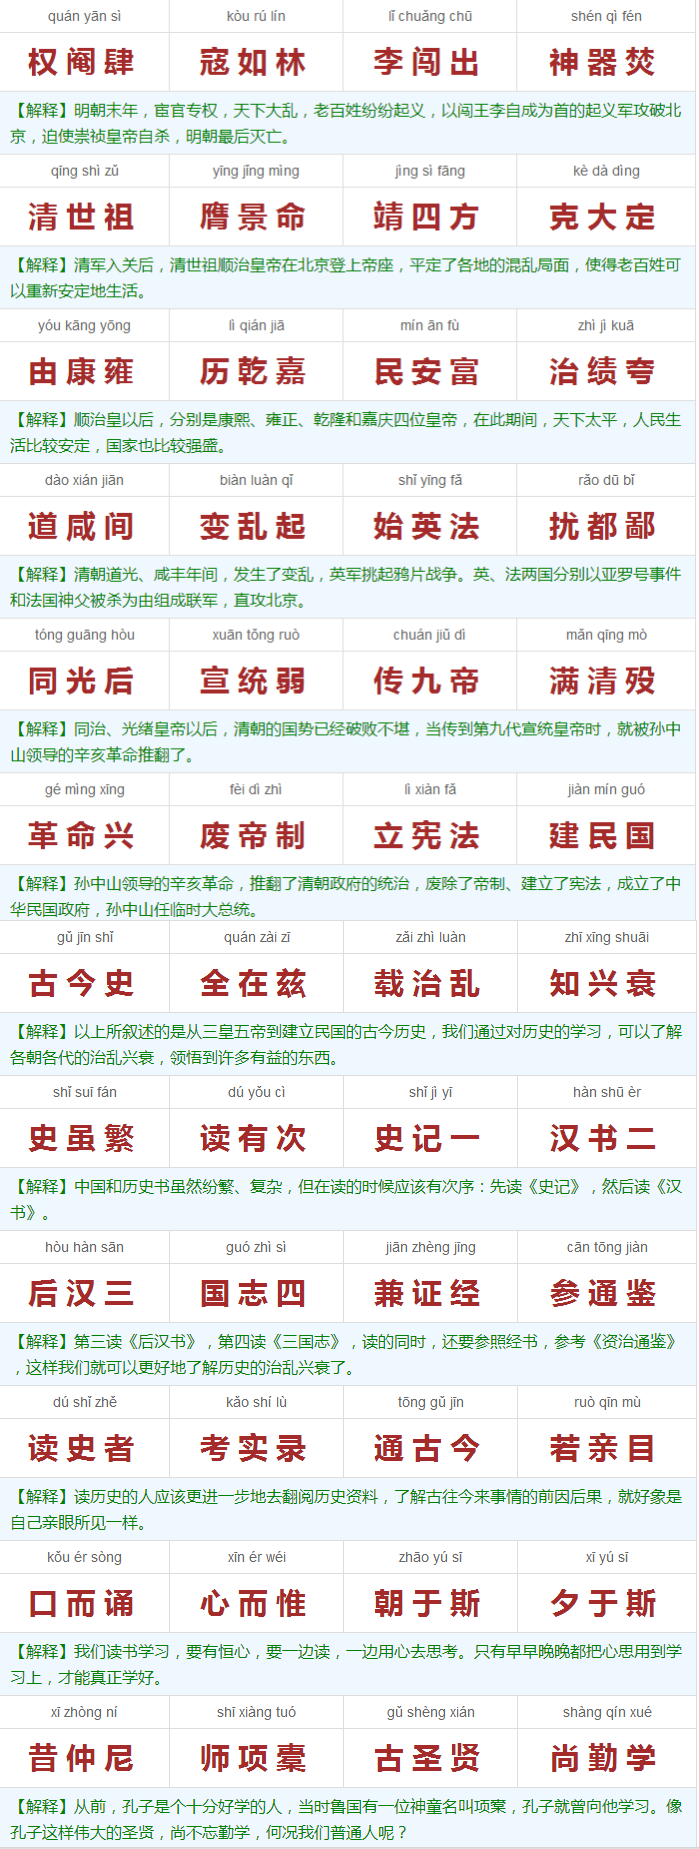 quán yān sì kòu rú lín lǐ chuǎng chū shén qì fén
权阉肆 寇如林 李闯出 神器焚
【解释】明朝末年，宦官专权，天下大乱，老百姓纷纷起义，以闯王李自成为首的起义军攻破北
京，迫使崇祯皇帝自杀，明朝最后灭亡。
qīng shì zǔ yīng jǐng mìng jìng sì fāng kè dà dìng
清世祖 膺景命 靖四方 克大定
【解释】清军入关后，清世祖顺治皇帝在北京登上帝座，平定了各地的混乱局面，使得老百姓可
以重新安定地生活。
yóu kāng yōng lì qián jiā mín ān fù zhì jì kuā
由康雍 历乾嘉 民安富 治绩夸
【解释】顺治皇以后，分别是康熙、雍正、乾隆和嘉庆四位皇帝，在此期间，天下太平，人民生
活比较安定，国家也比较强盛。
dào xián jiān biàn luàn qǐ shǐ yīng fǎ rǎo dū bǐ
道咸间 变乱起 始英法 扰都鄙
【解释】清朝道光、咸丰年间，发生了变乱，英军挑起鸦片战争。英、法两国分别以亚罗号事件
和法国神父被杀为由组成联军，直攻北京。
tóng guāng hòu xuān tǒng ruò chuán jiǔ dì mǎn qīng mò
同光后 宣统弱 传九帝 满清殁
【解释】同治、光绪皇帝以后，清朝的国势已经破败不堪，当传到第九代宣统皇帝时，就被孙中
山领导的辛亥革命推翻了。
gé mìng xīng fèi dì zhì lì xiàn fǎ jiàn mín guó
革命兴 废帝制 立宪法 建民国
【解释】孙中山领导的辛亥革命，推翻了清朝政府的统治，废除了帝制、建立了宪法，成立了中
华民国政府，孙中山任临时大总统。
gǔ jīn shǐ quán zài zī zǎi zhì luàn zhī xīng shuāi
古今史 全在兹 载治乱 知兴衰
【解释】以上所叙述的是从三皇五帝到建立民国的古今历史，我们通过对历史的学习，可以了解
各朝各代的治乱兴衰，领悟到许多有益的东西。
shǐ suī fán dú yǒu cì shǐ jì yī hàn shū èr
史虽繁 读有次 史记一 汉书二
【解释】中国和历史书虽然纷繁、复杂，但在读的时候应该有次序：先读《史记》，然后读《汉
书》。
hòu hàn sān guó zhì sì jiān zhèng jīng cān tōng jiàn
后汉三 国志四 兼证经 参通鉴
【解释】第三读《后汉书》，第四读《三国志》，读的同时，还要参照经书，参考《资治通鉴》
，这样我们就可以更好地了解历史的治乱兴衰了。
dú shǐ zhě kǎo shí lù tōng gǔ jīn ruò qīn mù
读史者 考实录 通古今 若亲目
【解释】读历史的人应该更进一步地去翻阅历史资料，了解古往今来事情的前因后果，就好象是
自己亲眼所见一样。
kǒu ér sòng xīn ér wéi zhāo yú sī xī yú sī
口而诵 心而惟 朝于斯 夕于斯
【解释】我们读书学习，要有恒心，要一边读，一边用心去思考。只有早早晚晚都把心思用到学
习上，才能真正学好。
xī zhòng ní shī xiàng tuó gǔ shèng xián shàng qín xué
昔仲尼 师项橐 古圣贤 尚勤学
【解释】从前，孔子是个十分好学的人，当时鲁国有一位神童名叫项橐，孔子就曾向他学习。像
孔子这样伟大的圣贤，尚不忘勤学，何况我们普通人呢？